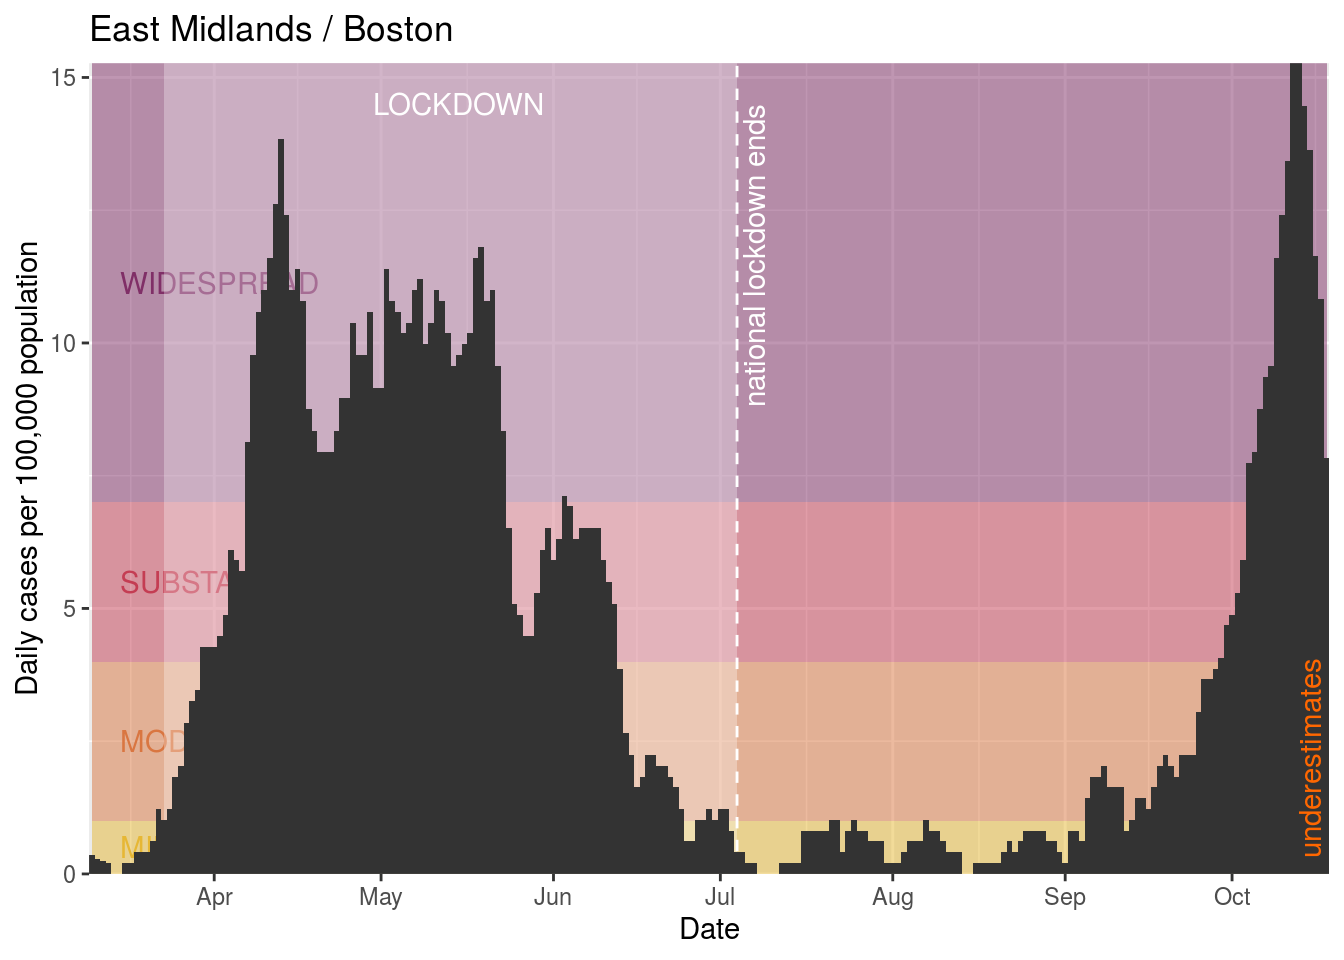 East Midlands / Boston
Daily cases per 100,000 population
15
10
5
0
LOCKDOWN
national lockdown ends
WIDESPREAD
SUBSTA
MOD
underestimates
Apr
May
Jun
Jul
Aug
Sep
Oct
Date